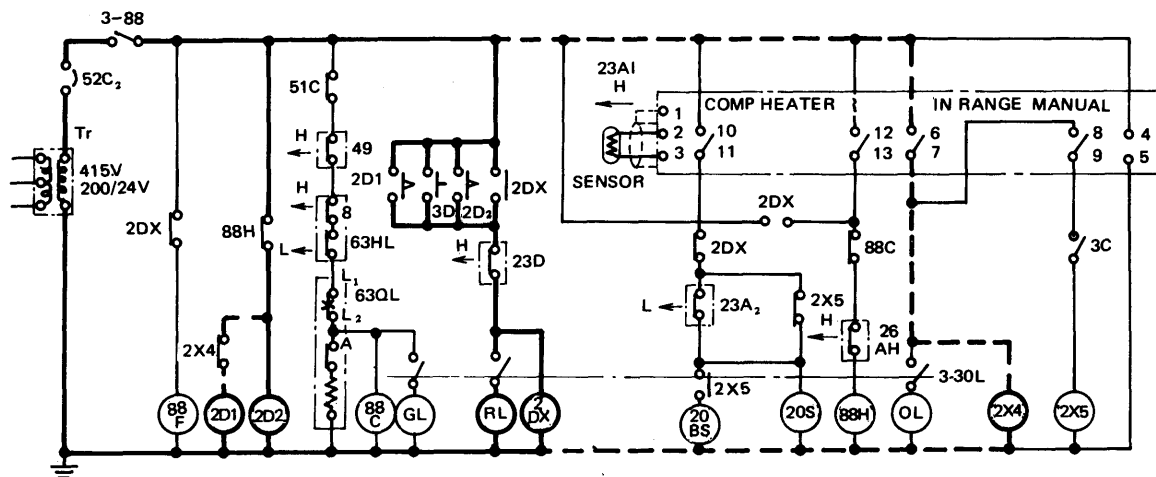 3-88
52C₂
Tr
415V
200/24V
51C
H
49
H
8
63HL
L
L₁
63QL
L₂
A
2DX
88H
2X4
2D1
3D
2D₂
2DX
H
23D
23AI
H
SENSOR
1
2
3
COMP HEATER
IN RANGE MANUAL
10
11
12
13
6
7
8
9
4
5
2DX
2DX
88C
3C
L
23A₂
2X5
H
26
AH
2X5
3-30L
88
F
2D1
2D2
88
C
GL
RL
2
DX
20
BS
20S
88H
OL
2X4
2X5